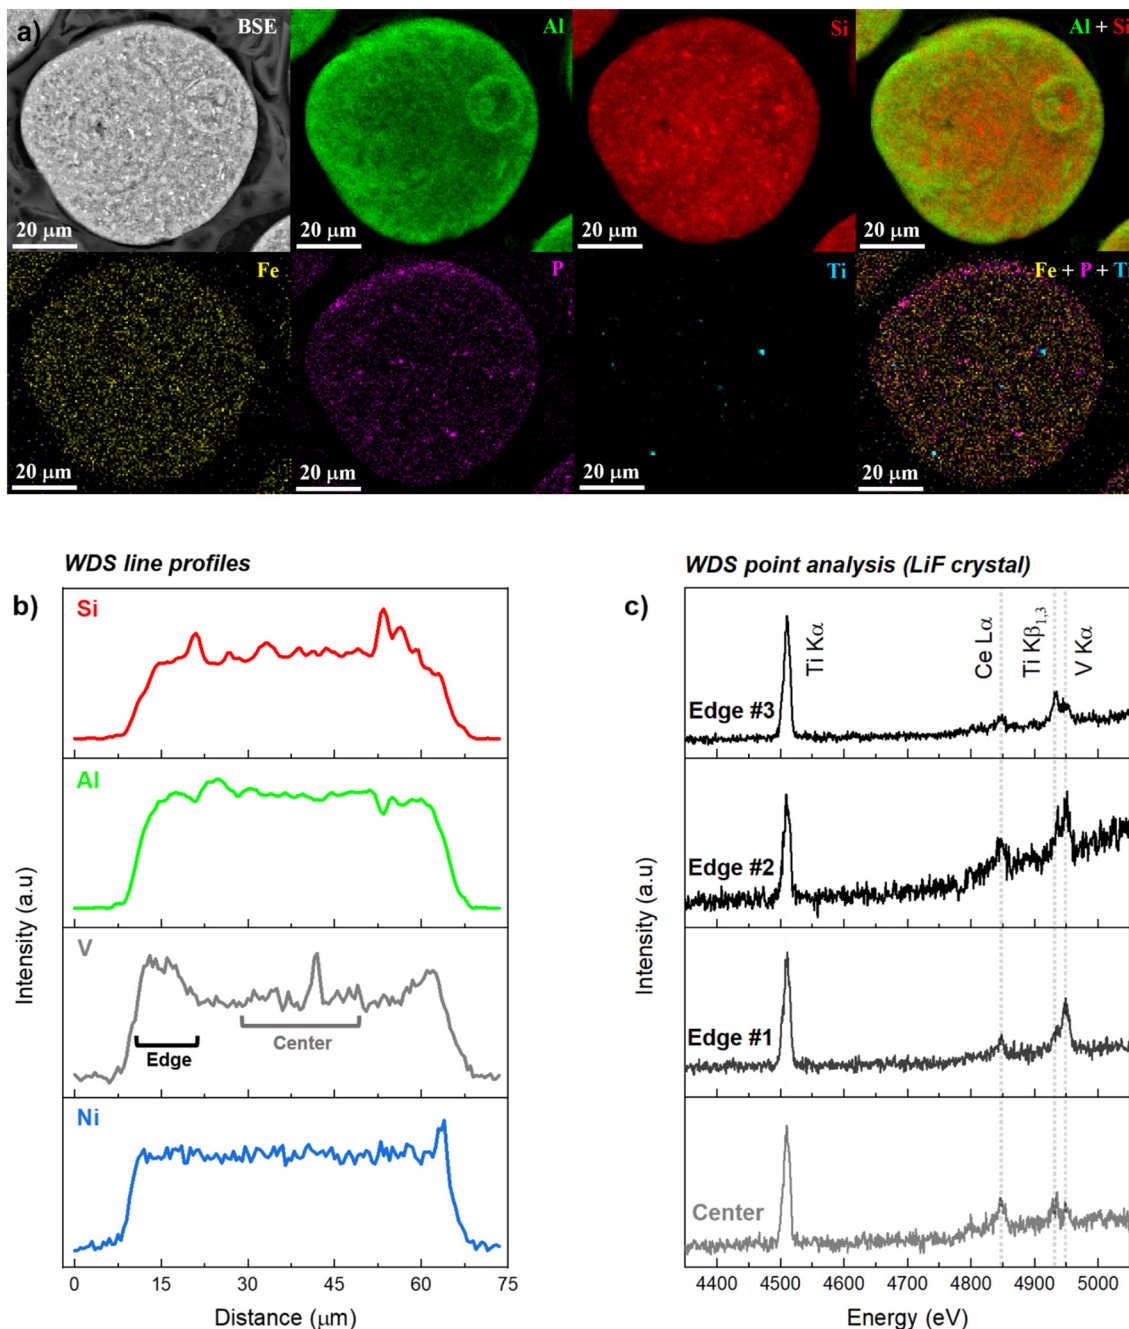 a)
BSE
Al
Si
Al + Si
20 μm
20 μm
20 μm
20 μm
Fe
P
Ti
Fe + P + Ti
20 μm
20 μm
20 μm
20 μm
WDS line profiles
b)
Si
Al
V
Edge
Center
Ni
Intensity (a.u)
0 15 30 45 60 75
Distance (μm)
WDS point analysis (LiF crystal)
c)
Ti Kα
Ce Lα
Ti Kβ1,3
V Kα
Edge #3
Edge #2
Edge #1
Center
Intensity (a.u)
4400 4500 4600 4700 4800 4900 5000
Energy (eV)